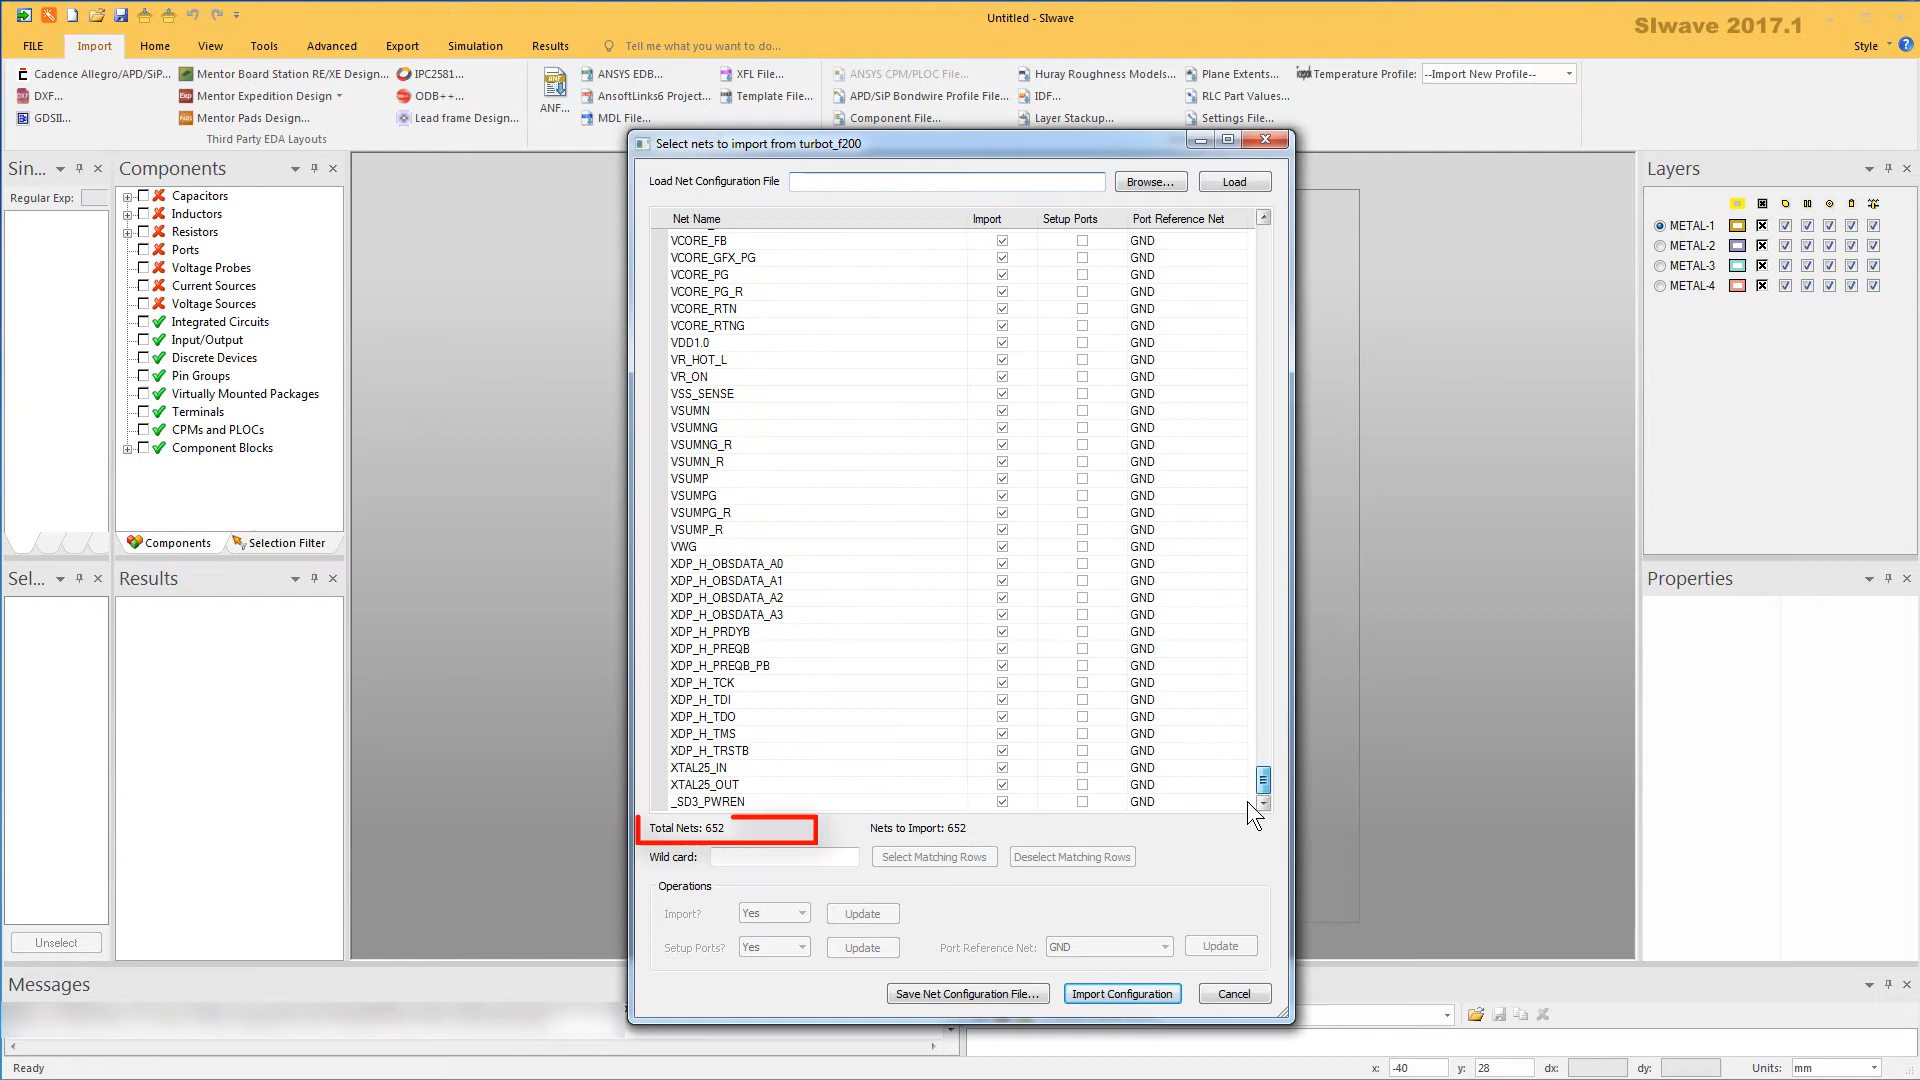 Untitled - SIwave
SIwave 2017.1
FILE Import Home View Tools Advanced Export Simulation Results Tell me what you want to do... Style
Cadence Allegro/APD/SiP... Mentor Board Station RE/XE Design... IPC2581... ANSYS EDB... XFL File... ANSYS CPM/PLOC File... Huray Roughness Models... Plane Extents... Temperature Profile: --Import New Profile--
DXF... Mentor Expedition Design ODB++... ANF... AnsoftLinks6 Project... Template File... APD/SiP Bondwire Profile File... IDF... RLC Part Values...
GDSII... Mentor Pads Design... Lead frame Design... MDL File... Component File... Layer Stackup... Settings File...
Third Party EDA Layouts
Sin...
Regular Exp:
Components
Capacitors
Inductors
Resistors
Ports
Voltage Probes
Current Sources
Voltage Sources
Integrated Circuits
Input/Output
Discrete Devices
Pin Groups
Virtually Mounted Packages
Terminals
CPMs and PLOCs
Component Blocks
Components Selection Filter
Sel...
Unselect
Results
Select nets to import from turbot_f200
Load Net Configuration File Browse... Load
Net Name Import Setup Ports Port Reference Net
VCORE_FB GND
VCORE_GFX_PG GND
VCORE_PG GND
VCORE_PG_R GND
VCORE_RTN GND
VCORE_RTNG GND
VDD1.0 GND
VR_HOT_L GND
VR_ON GND
VSS_SENSE GND
VSUMN GND
VSUMNG GND
VSUMNG_R GND
VSUMN_R GND
VSUMP GND
VSUMPG GND
VSUMPG_R GND
VSUMP_R GND
VWG GND
XDP_H_OBSDATA_A0 GND
XDP_H_OBSDATA_A1 GND
XDP_H_OBSDATA_A2 GND
XDP_H_OBSDATA_A3 GND
XDP_H_PRDYB GND
XDP_H_PREQB GND
XDP_H_PREQB_PB GND
XDP_H_TCK GND
XDP_H_TDI GND
XDP_H_TDO GND
XDP_H_TMS GND
XDP_H_TRSTB GND
XTAL25_IN GND
XTAL25_OUT GND
_SD3_PWREN GND
Total Nets: 652 Nets to Import: 652
Wild card: Select Matching Rows Deselect Matching Rows
Operations
Import? Yes Update
Setup Ports? Yes Update Port Reference Net: GND Update
Save Net Configuration File... Import Configuration Cancel
Layers
METAL-1
METAL-2
METAL-3
METAL-4
Properties
Messages
Ready x: -40 y: 28 dx: dy: Units: mm